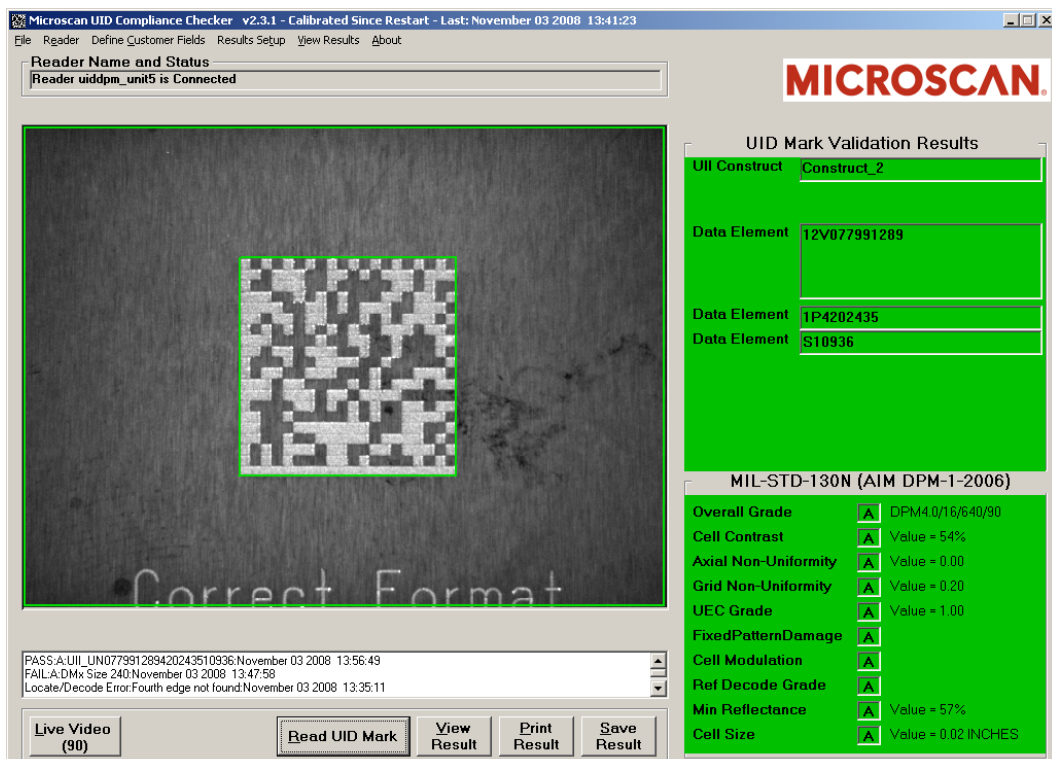 Microscan UID Compliance Checker v2.3.1 - Calibrated Since Restart - Last: November 03 2008 13:41:23
File Reader Define Customer Fields Results Setup View Results About
Reader Name and Status
Reader uiddpm_unit5 is Connected
MICROSCAN.
Correct Format
UID Mark Validation Results
UII Construct Construct_2
Data Element 12V077991289
Data Element 1P4202435
Data Element S10936
MIL-STD-130N (AIM DPM-1-2006)
Overall Grade A DPM4.0/16/640/90
Cell Contrast A Value = 54%
Axial Non-Uniformity A Value = 0.00
Grid Non-Uniformity A Value = 0.20
UEC Grade A Value = 1.00
FixedPatternDamage A
Cell Modulation A
Ref Decode Grade A
Min Reflectance A Value = 57%
Cell Size A Value = 0.02 INCHES
PASS:A:UII_UN077991289420243510936:November 03 2008 13:56:49
FAIL:A:DMx Size 240:November 03 2008 13:47:58
Locate/Decode Error:Fourth edge not found:November 03 2008 13:35:11
Live Video (90)
Read UID Mark
View Result
Print Result
Save Result